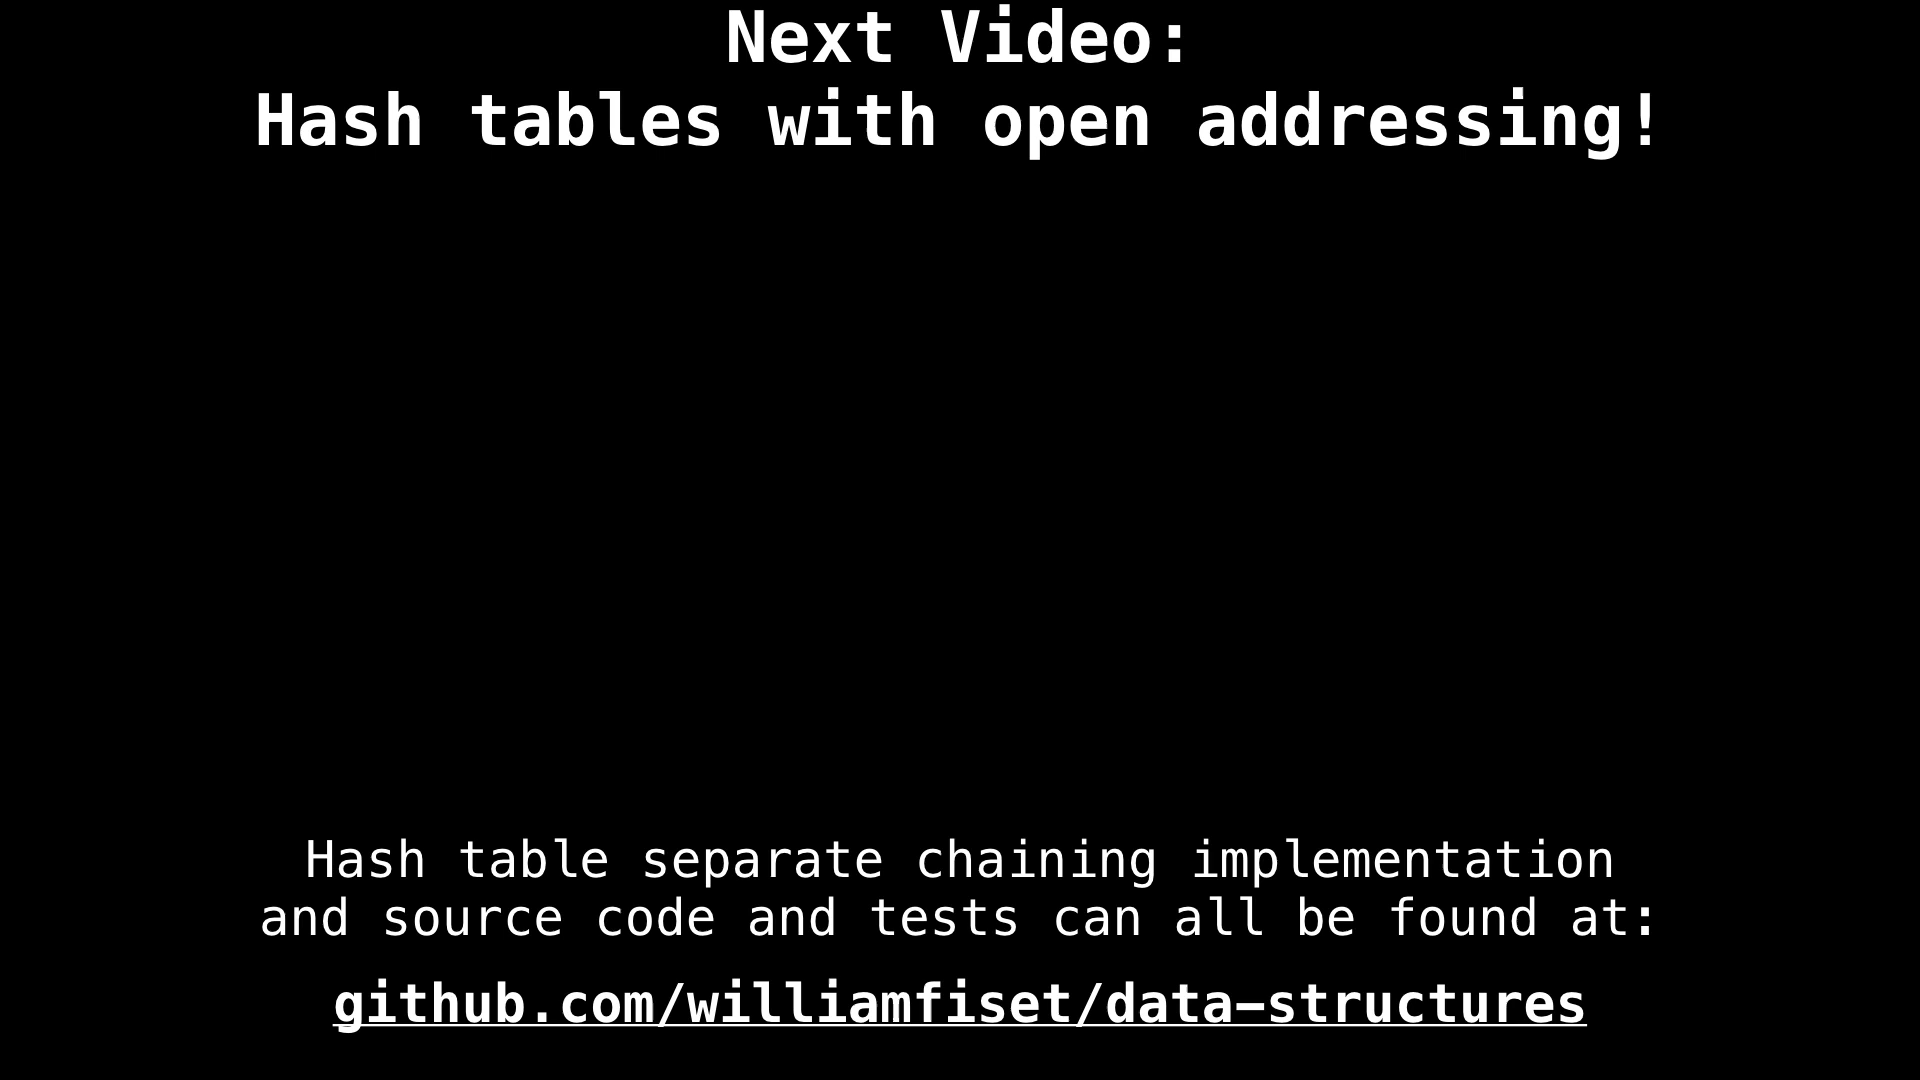 Next Video:
Hash tables with open addressing!
Hash table separate chaining implementation
and source code and tests can all be found at:
github.com/williamfiset/data-structures